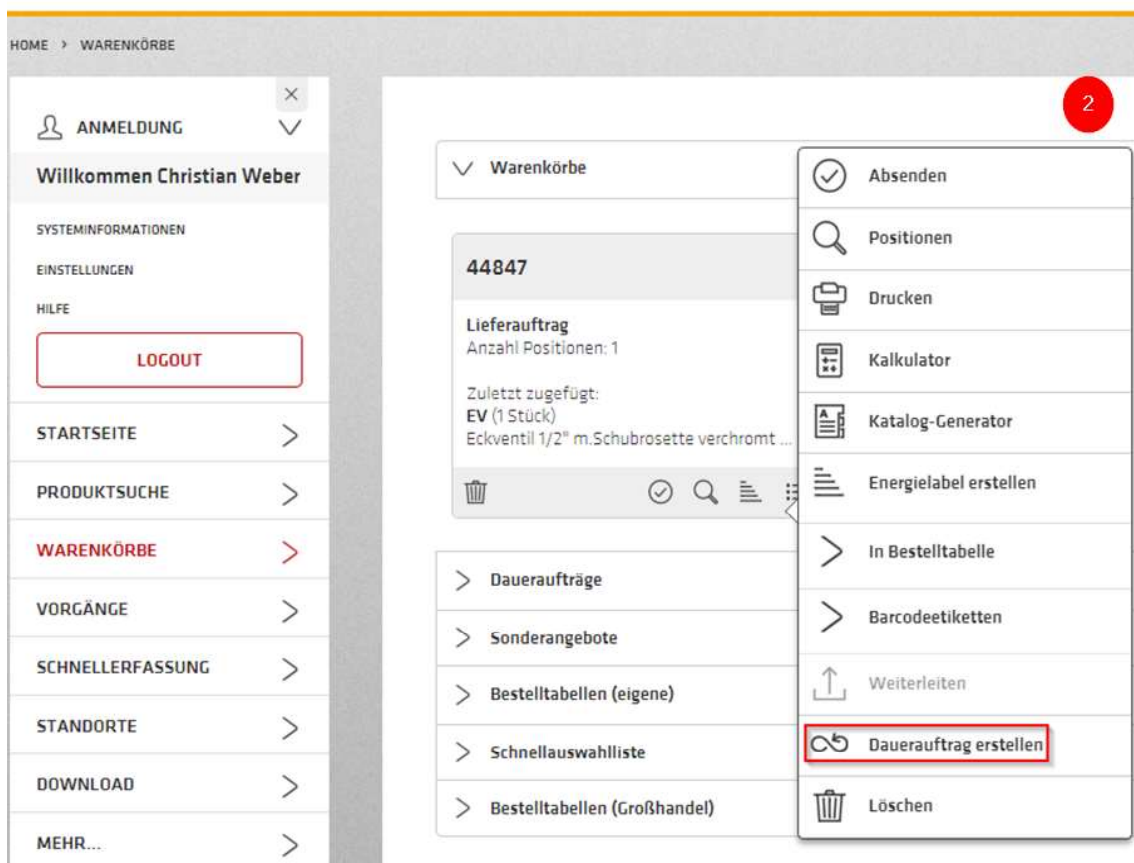 HOME > WARENKÖRBE
ANMELDUNG
Willkommen Christian Weber
SYSTEMINFORMATIONEN
EINSTELLUNGEN
HILFE
LOGOUT
STARTSEITE
PRODUKTSUCHE
WARENKÖRBE
VORGÄNGE
SCHNELLERFASSUNG
STANDORTE
DOWNLOAD
MEHR...
2
Warenkörbe
44847
Lieferauftrag
Anzahl Positionen: 1
Zuletzt zugefügt:
EV (1 Stück)
Eckventil 1/2" m.Schubrosette verchromt ...
Daueraufträge
Sonderangebote
Bestelltabellen (eigene)
Schnellauswahlliste
Bestelltabellen (Großhandel)
Absenden
Positionen
Drucken
Kalkulator
Katalog-Generator
Energielabel erstellen
In Bestelltabelle
Barcodeetiketten
Weiterleiten
Dauerauftrag erstellen
Löschen